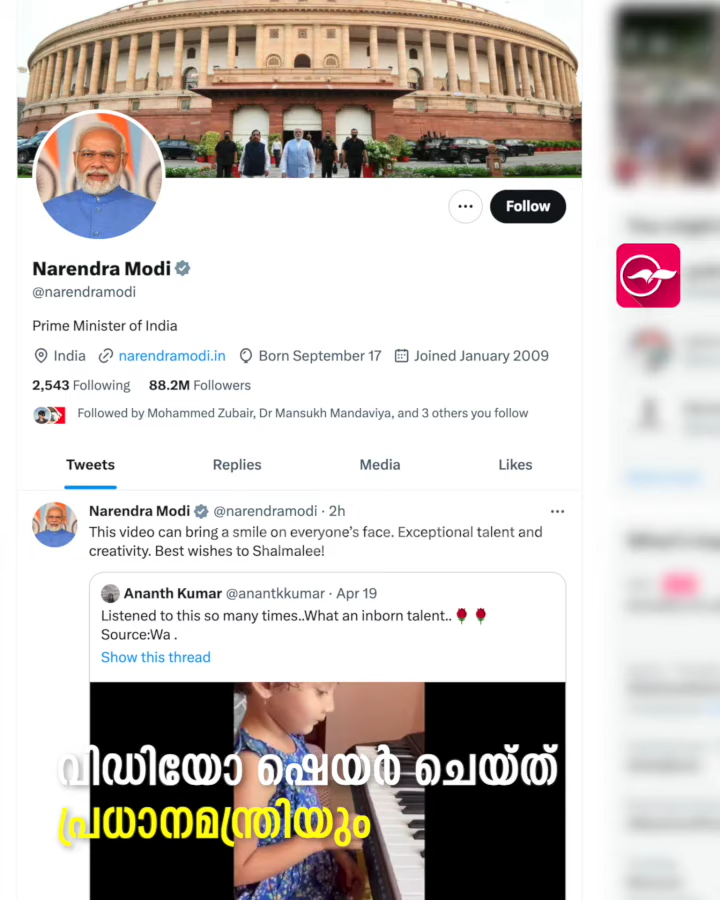 Follow
Narendra Modi
@narendramodi
Prime Minister of India
India narendramodi.in Born September 17 Joined January 2009
2,543 Following 88.2M Followers
Followed by Mohammed Zubair, Dr Mansukh Mandaviya, and 3 others you follow
Tweets Replies Media Likes
Narendra Modi @narendramodi · 2h
This video can bring a smile on everyone's face. Exceptional talent and
creativity. Best wishes to Shalmalee!
Ananth Kumar @anantkkumar · Apr 19
Listened to this so many times..What an inborn talent..🌹🌹
Source:Wa .
Show this thread
വിഡിയോ ഷെയർ ചെയ്ത്
പ്രധാനമന്ത്രിയും